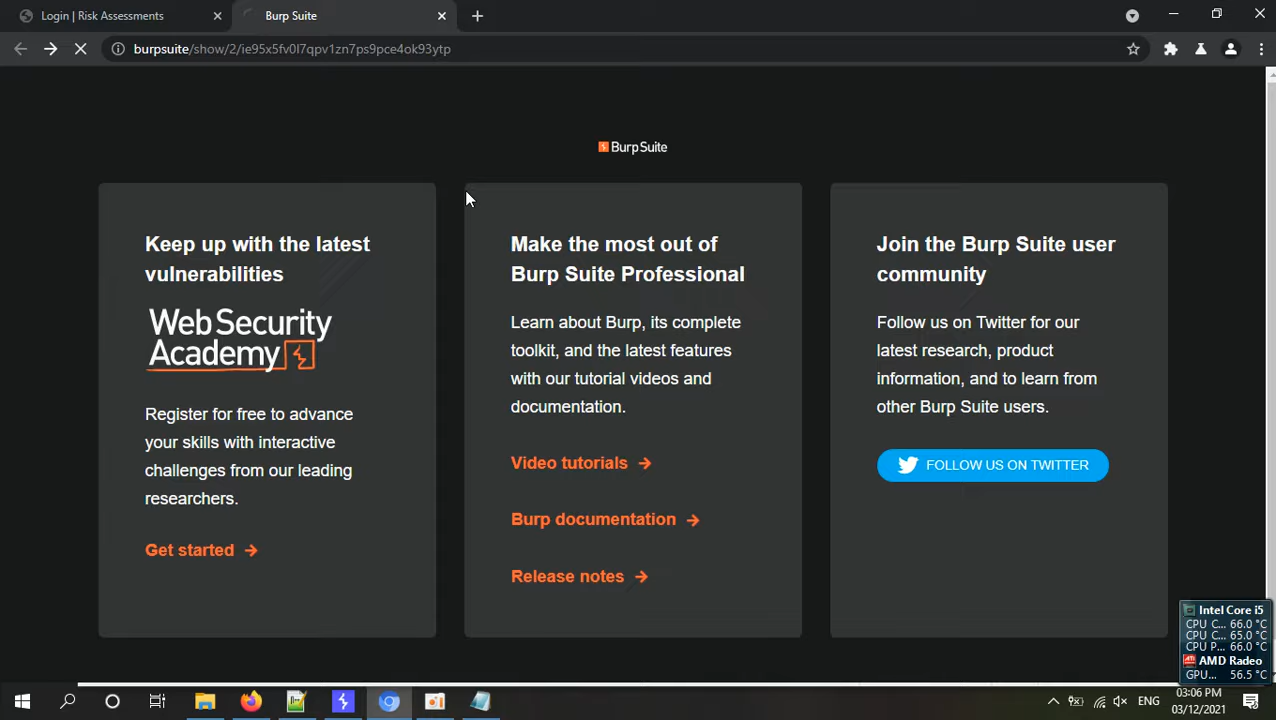 Login | Risk Assessments
Burp Suite
burpsuite/show/2/ie95x5fv0l7qpv1zn7ps9pce4ok93ytp
Burp Suite
Keep up with the latest
vulnerabilities
Web Security
Academy
Register for free to advance
your skills with interactive
challenges from our leading
researchers.
Get started →
Make the most out of
Burp Suite Professional
Learn about Burp, its complete
toolkit, and the latest features
with our tutorial videos and
documentation.
Video tutorials →
Burp documentation →
Release notes →
Join the Burp Suite user
community
Follow us on Twitter for our
latest research, product
information, and to learn from
other Burp Suite users.
FOLLOW US ON TWITTER
Intel Core i5
CPU C... 66.0 °C
CPU C... 65.0 °C
CPU P... 66.0 °C
ATI AMD Radeo
GPU... 56.5 °C
ENG
03:06 PM
03/12/2021